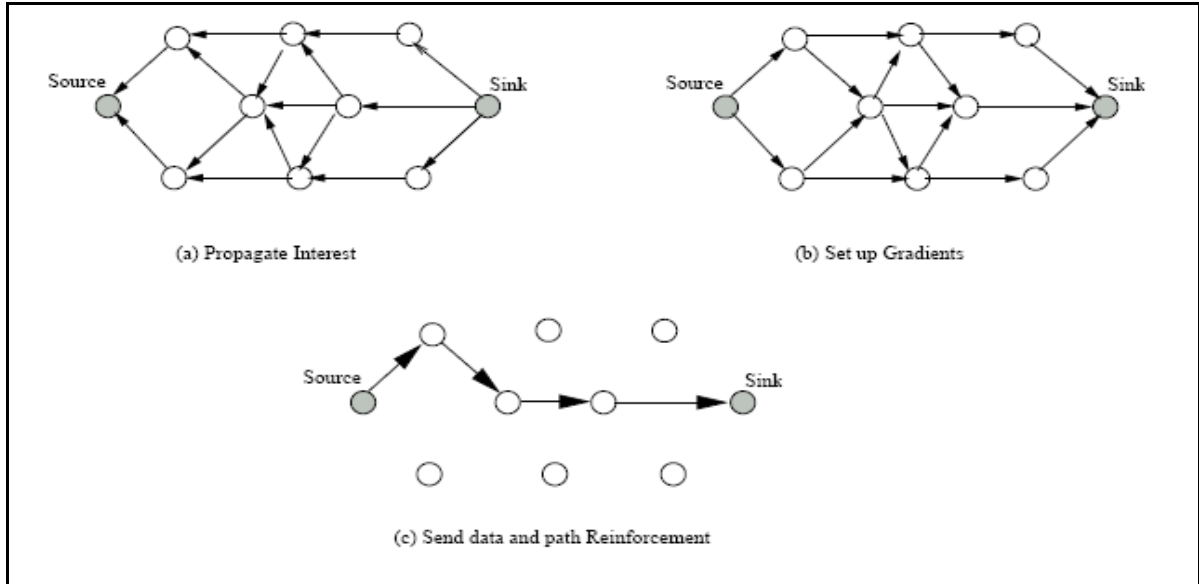 Source
Sink
(a) Propagate Interest
Source
Sink
(b) Set up Gradients
Source
Sink
(c) Send data and path Reinforcement